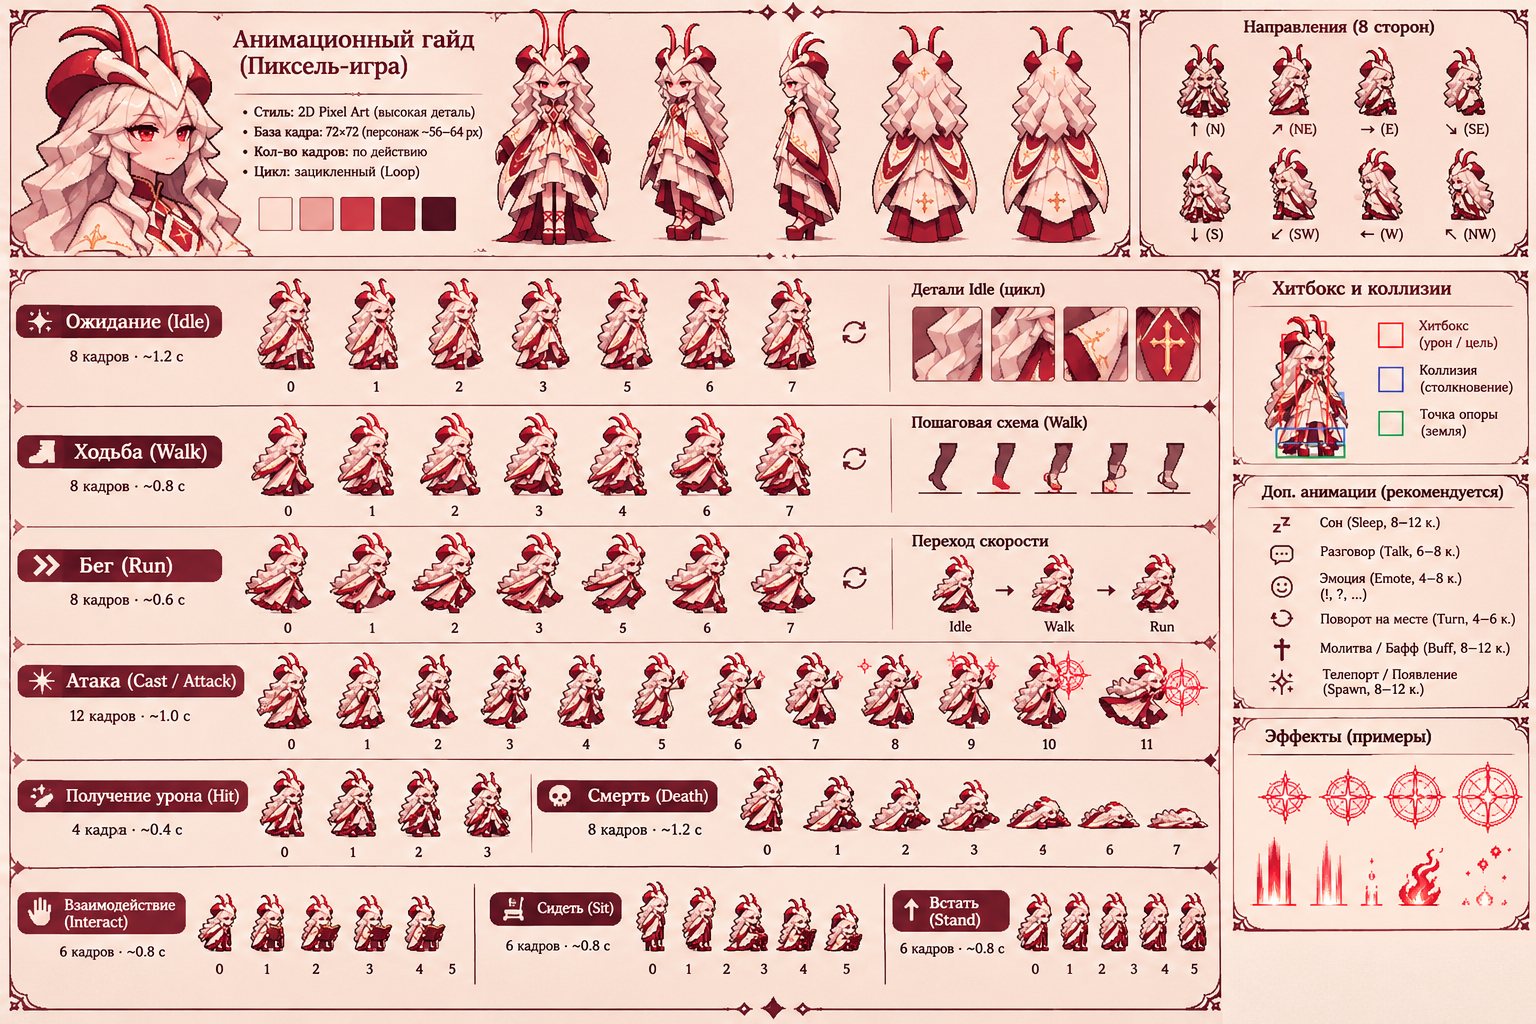 Анимационный гайд
(Пиксель-игра)
• Стиль: 2D Pixel Art (высокая деталь)
• База кадра: 72×72 (персонаж ~56–64 px)
• Кол-во кадров: по действию
• Цикл: зацикленный (Loop)
Направления (8 сторон)
↑ (N) ↗ (NE) → (E) ↘ (SE)
↓ (S) ↙ (SW) ← (W) ↖ (NW)
Ожидание (Idle)
8 кадров · ~1.2 с
0 1 2 3 5 6 7
Детали Idle (цикл)
Ходьба (Walk)
8 кадров · ~0.8 с
0 1 2 3 4 6 7
Пошаговая схема (Walk)
Бег (Run)
8 кадров · ~0.6 с
0 1 2 3 5 6 7
Переход скорости
Idle → Walk → Run
Атака (Cast / Attack)
12 кадров · ~1.0 с
0 1 2 3 4 5 6 7 8 9 10 11
Получение урона (Hit)
4 кадра · ~0.4 с
0 1 2 3
Смерть (Death)
8 кадров · ~1.2 с
0 1 2 3 6 7
Взаимодействие
(Interact)
6 кадров · ~0.8 с
0 1 2 3 4 5
Сидеть (Sit)
6 кадров · ~0.8 с
0 1 2 3 4 5
Встать
(Stand)
6 кадров · ~0.8 с
0 1 2 3 4 5
Хитбокс и коллизии
Хитбокс
(урон / цель)
Коллизия
(столкновение)
Точка опоры
(земля)
Доп. анимации (рекомендуется)
zZ
Сон (Sleep, 8–12 к.)
Разговор (Talk, 6–8 к.)
Эмоция (Emote, 4–8 к.)
(!, ?, ...)
Поворот на месте (Turn, 4–6 к.)
Молитва / Бафф (Buff, 8–12 к.)
Телепорт / Появление
(Spawn, 8–12 к.)
Эффекты (примеры)